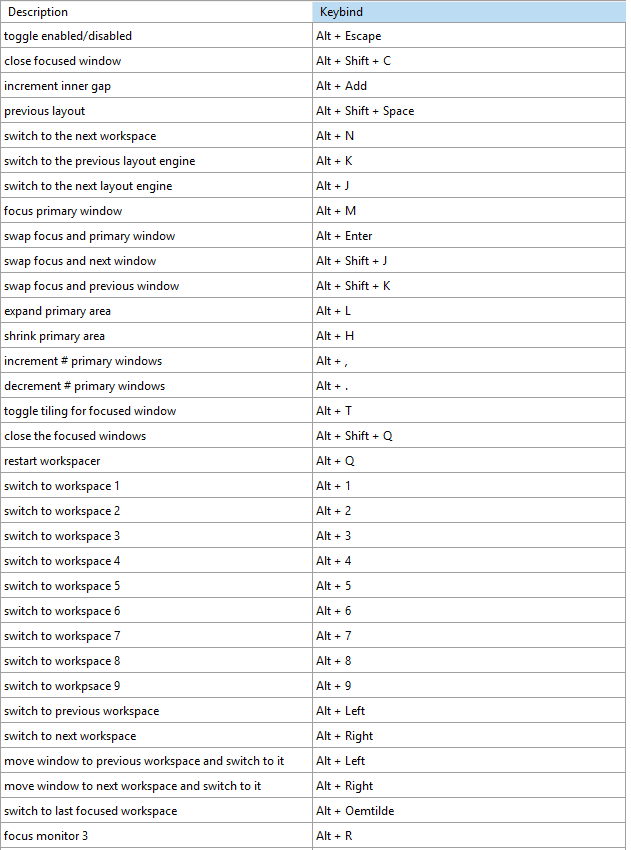 Description Keybind
toggle enabled/disabled Alt + Escape
close focused window Alt + Shift + C
increment inner gap Alt + Add
previous layout Alt + Shift + Space
switch to the next workspace Alt + N
switch to the previous layout engine Alt + K
switch to the next layout engine Alt + J
focus primary window Alt + M
swap focus and primary window Alt + Enter
swap focus and next window Alt + Shift + J
swap focus and previous window Alt + Shift + K
expand primary area Alt + L
shrink primary area Alt + H
increment # primary windows Alt + ,
decrement # primary windows Alt + .
toggle tiling for focused window Alt + T
close the focused windows Alt + Shift + Q
restart workspacer Alt + Q
switch to workspace 1 Alt + 1
switch to workspace 2 Alt + 2
switch to workspace 3 Alt + 3
switch to workspace 4 Alt + 4
switch to workspace 5 Alt + 5
switch to workspace 6 Alt + 6
switch to workspace 7 Alt + 7
switch to workspace 8 Alt + 8
switch to workpsace 9 Alt + 9
switch to previous workspace Alt + Left
switch to next workspace Alt + Right
move window to previous workspace and switch to it Alt + Left
move window to next workspace and switch to it Alt + Right
switch to last focused workspace Alt + Oemtilde
focus monitor 3 Alt + R